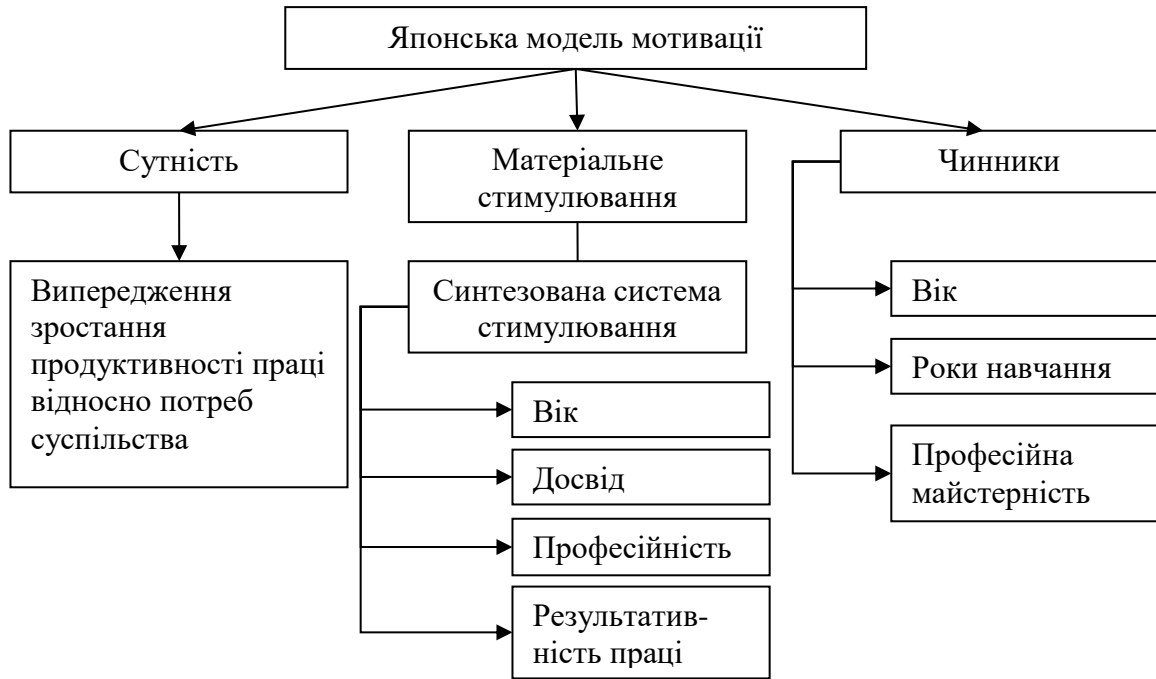 Японська модель мотивації
Сутність
Матеріальне
стимулювання
Чинники
Випередження
зростання
продуктивності праці
відносно потреб
суспільства
Синтезована система
стимулювання
Вік
Досвід
Професійність
Результатив-
ність праці
Вік
Роки навчання
Професійна
майстерність